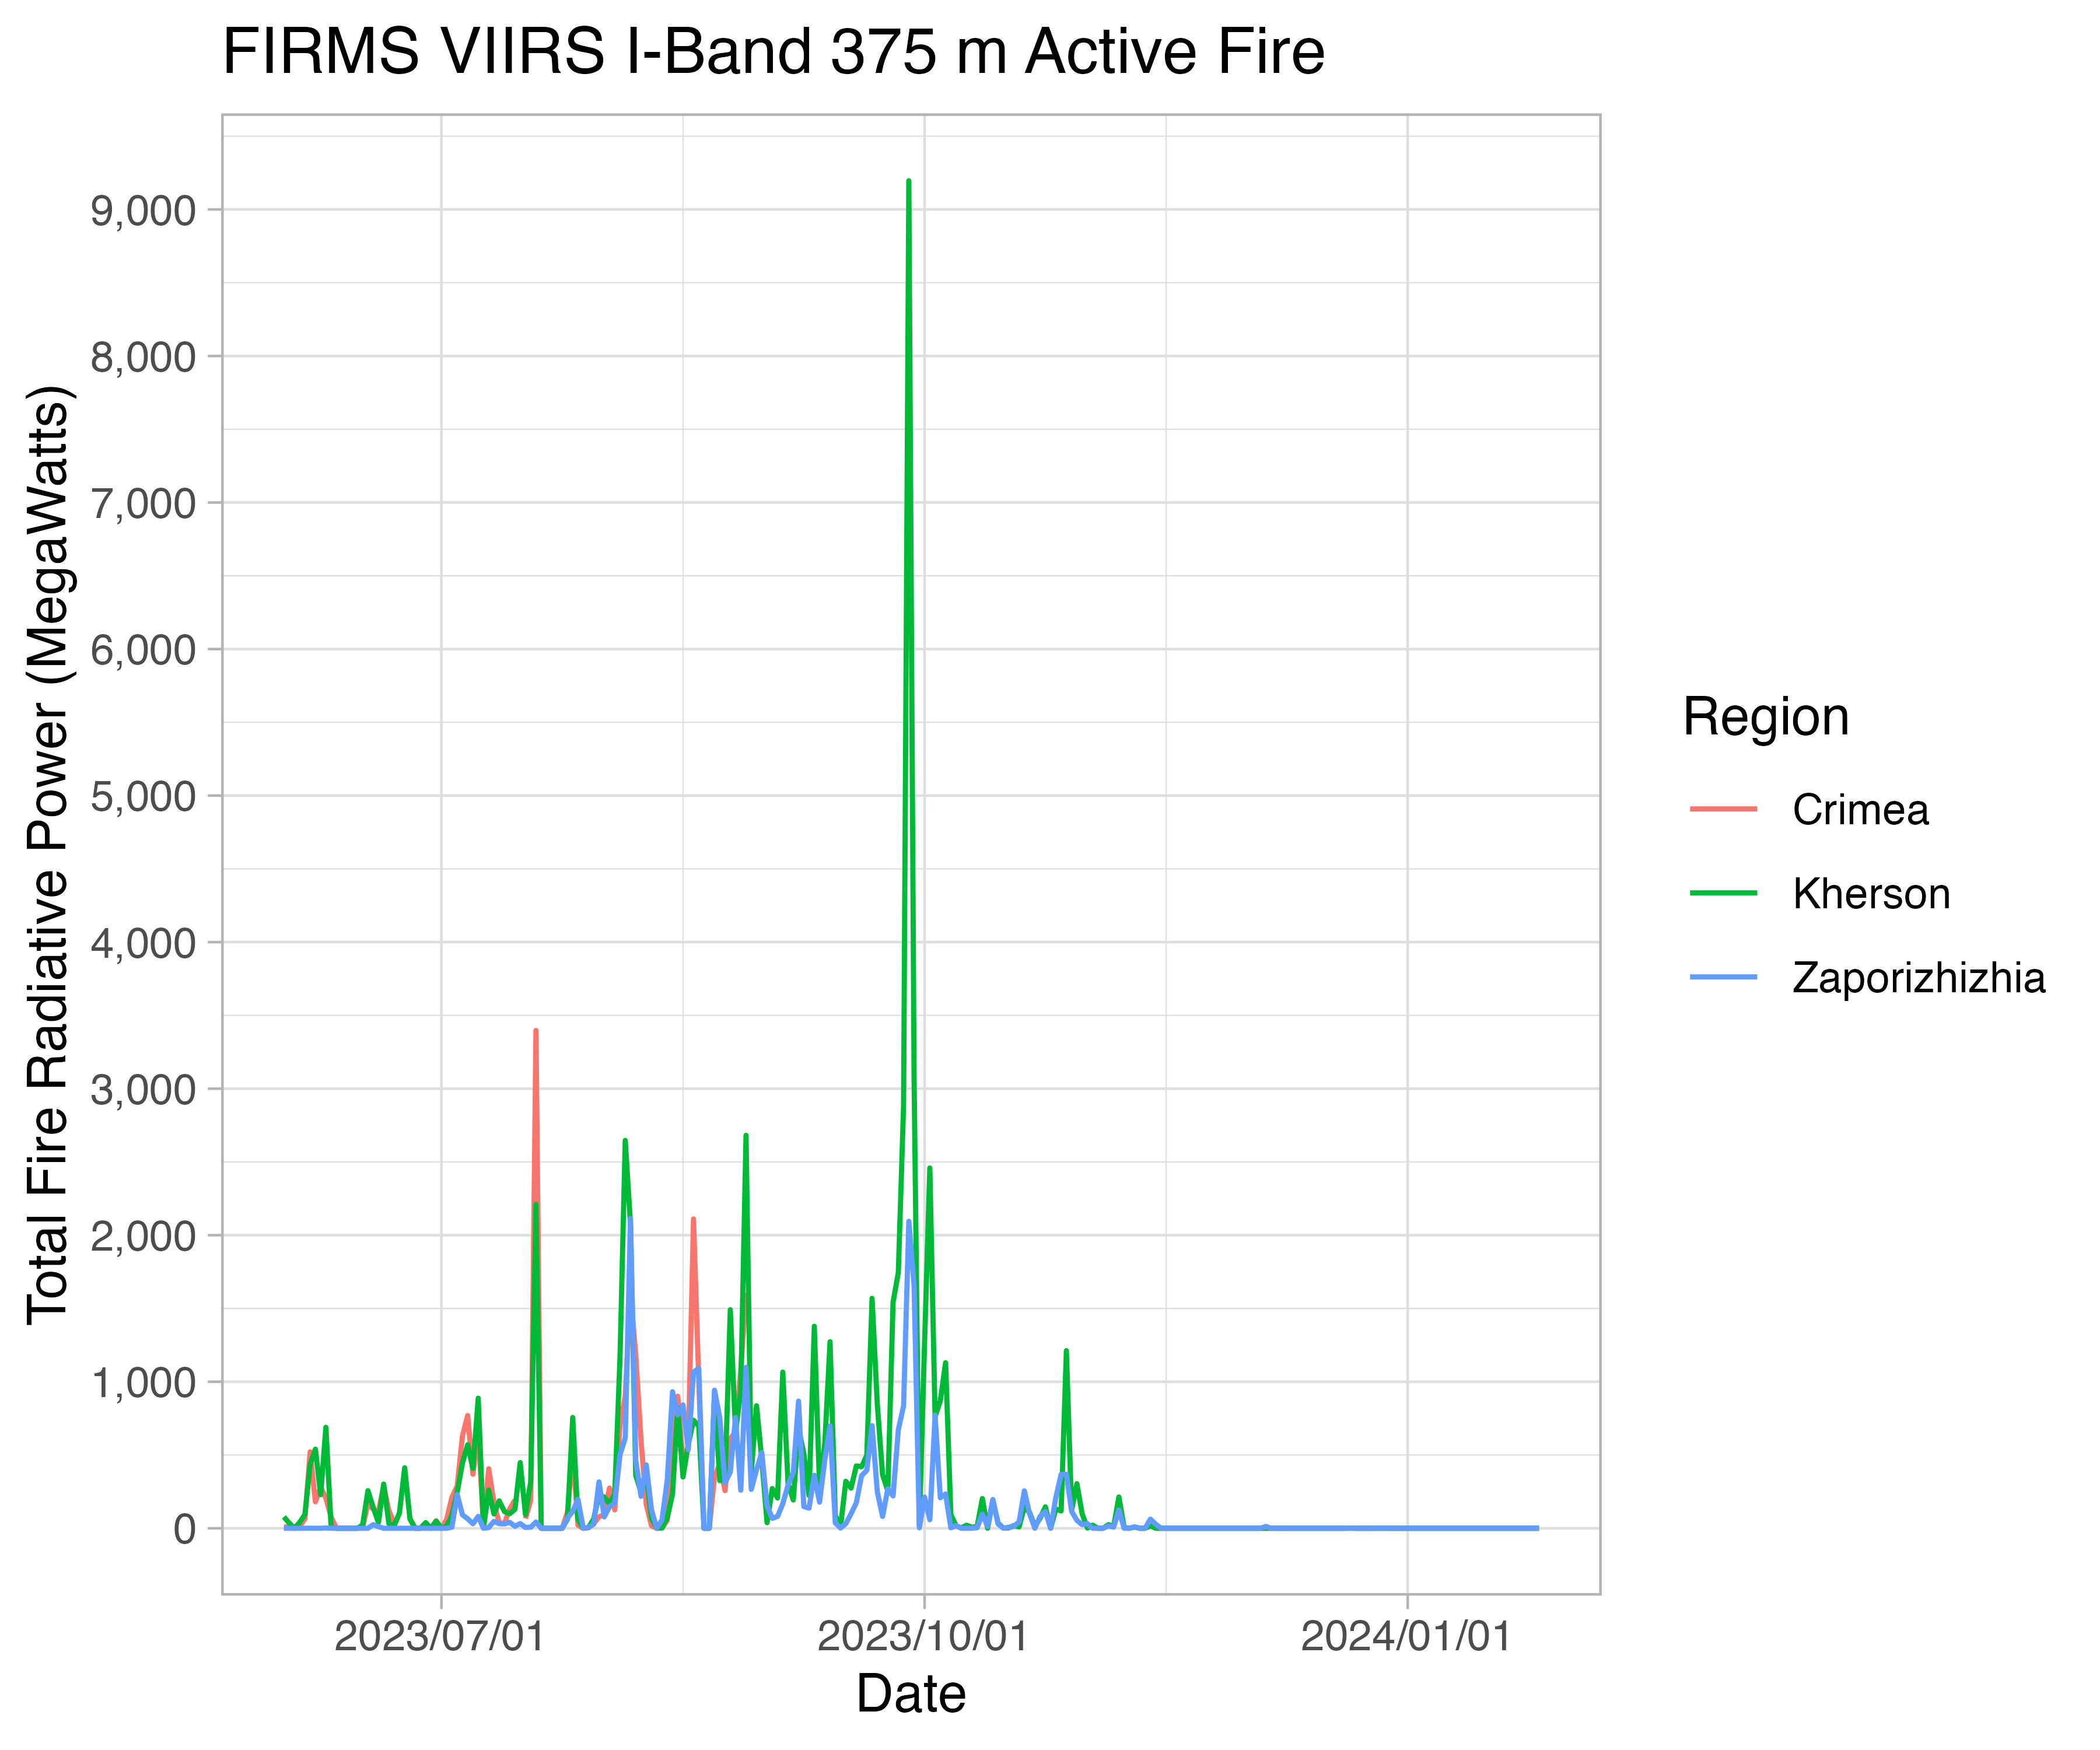 FIRMS VIIRS I-Band 375 m Active Fire
Total Fire Radiative Power (MegaWatts)
9,000
8,000
7,000
6,000
5,000
4,000
3,000
2,000
1,000
0
2023/07/01
2023/10/01
2024/01/01
Date
Region
Crimea
Kherson
Zaporizhizhia